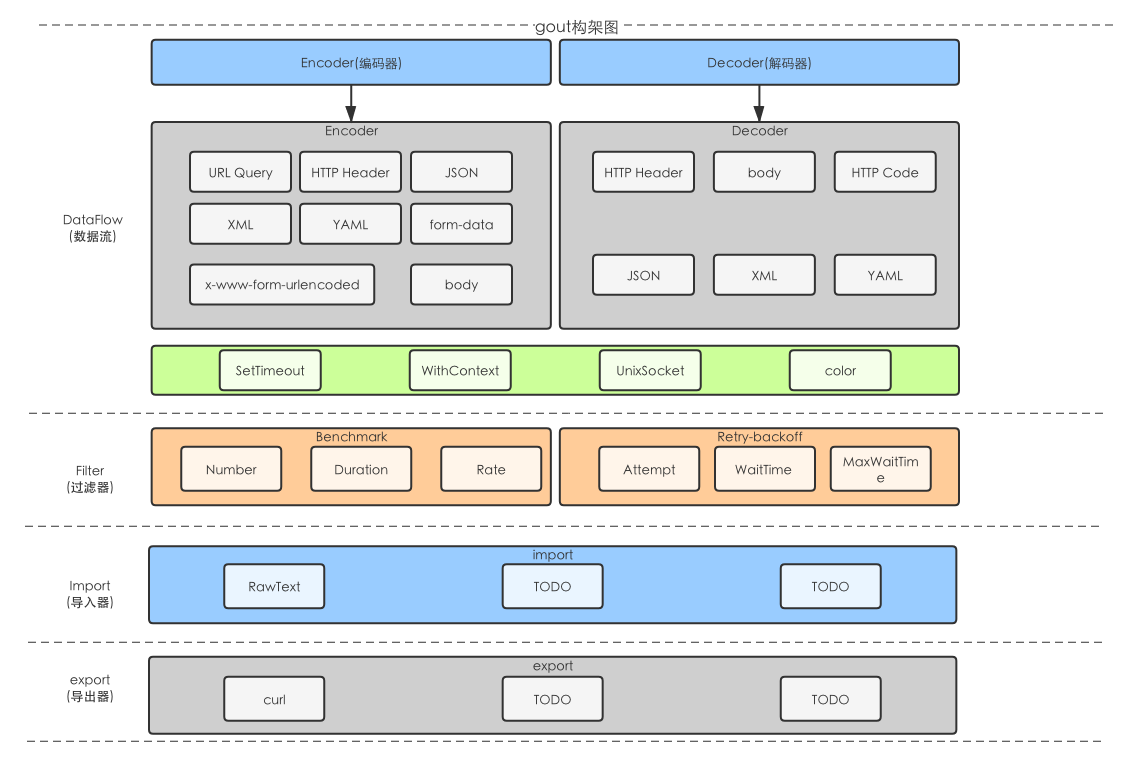 gout构架图
Encoder(编码器)
Decoder(解码器)
DataFlow
(数据流)
Encoder
URL Query
HTTP Header
JSON
XML
YAML
form-data
x-www-form-urlencoded
body
Decoder
HTTP Header
body
HTTP Code
JSON
XML
YAML
SetTimeout
WithContext
UnixSocket
color
Filter
(过滤器)
Benchmark
Number
Duration
Rate
Retry-backoff
Attempt
WaitTime
MaxWaitTim
e
Import
(导入器)
import
RawText
TODO
TODO
export
(导出器)
export
curl
TODO
TODO